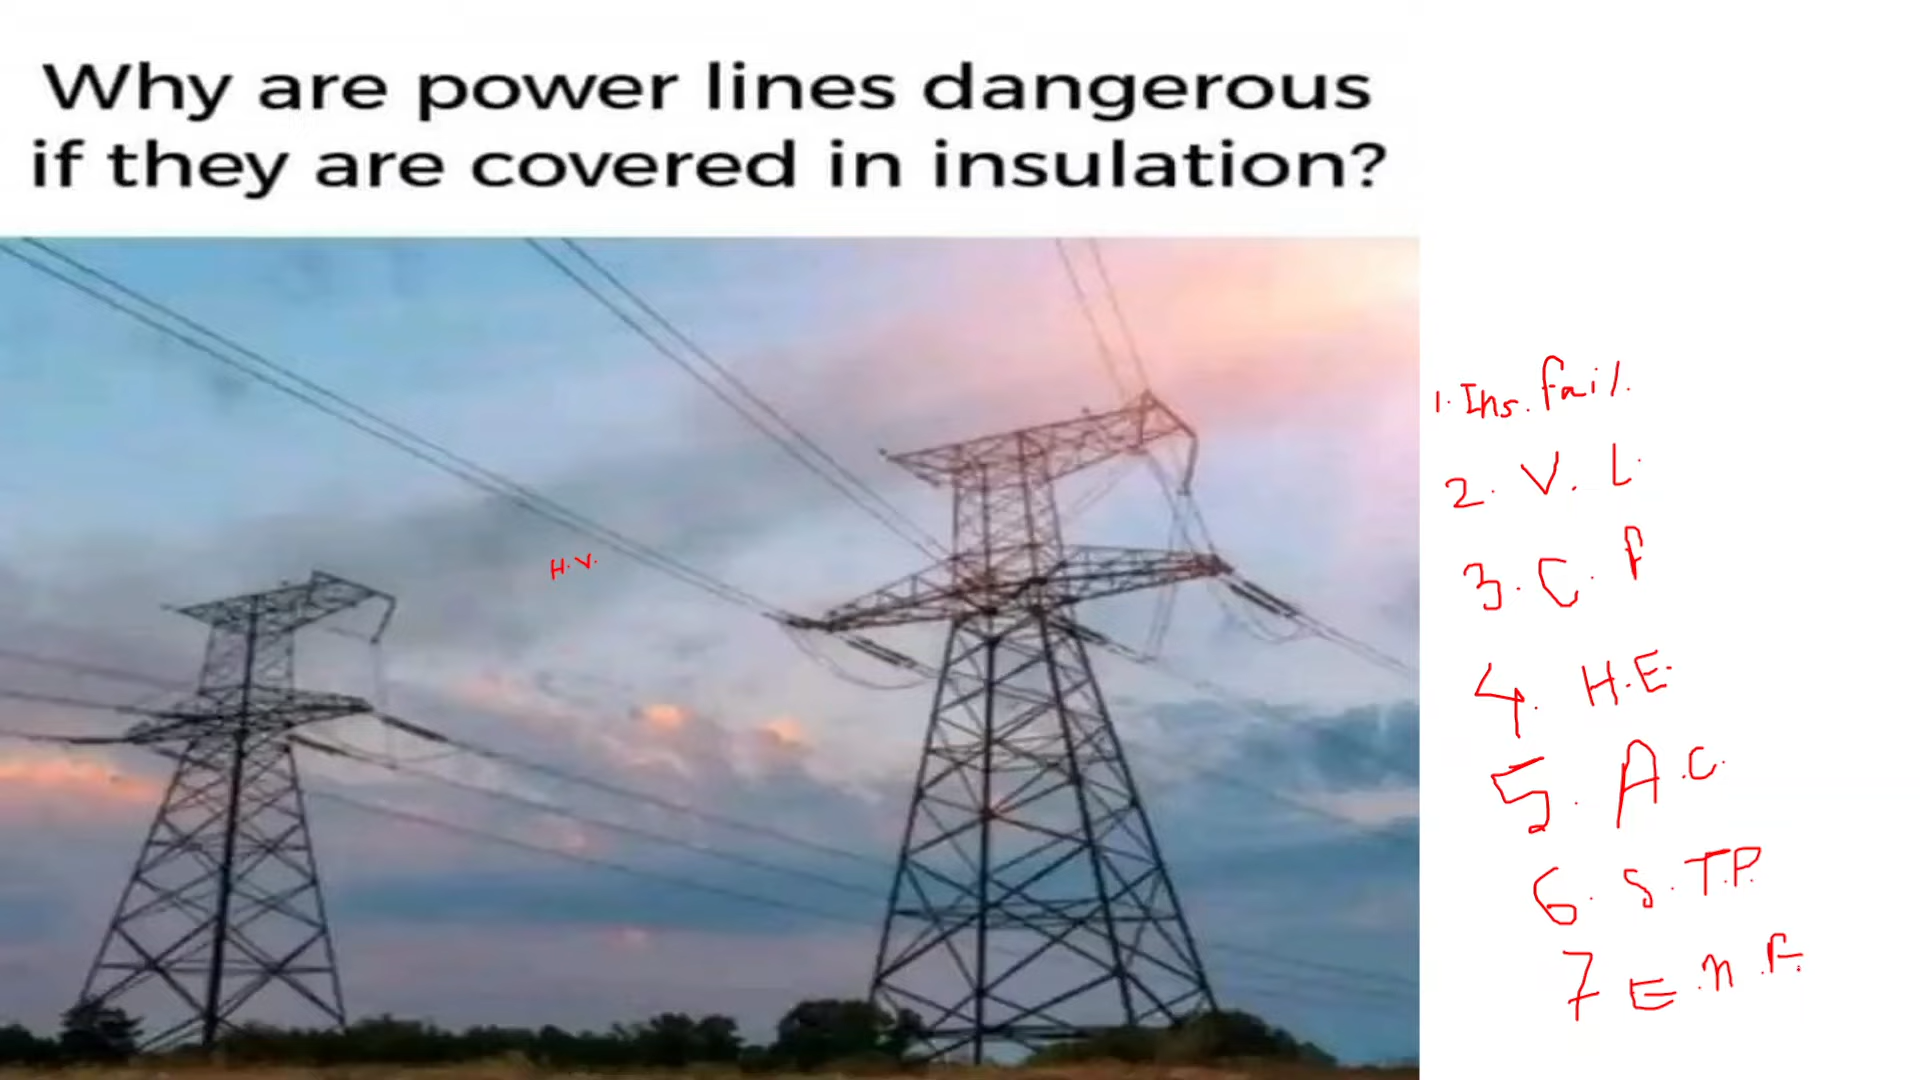 Why are power lines dangerous
if they are covered in insulation?
H.V.
1. Ins. fail.
2. V. L.
3. C. f
4. H.E.
5. A.C.
6. S.T.P.
7 E.M.F.